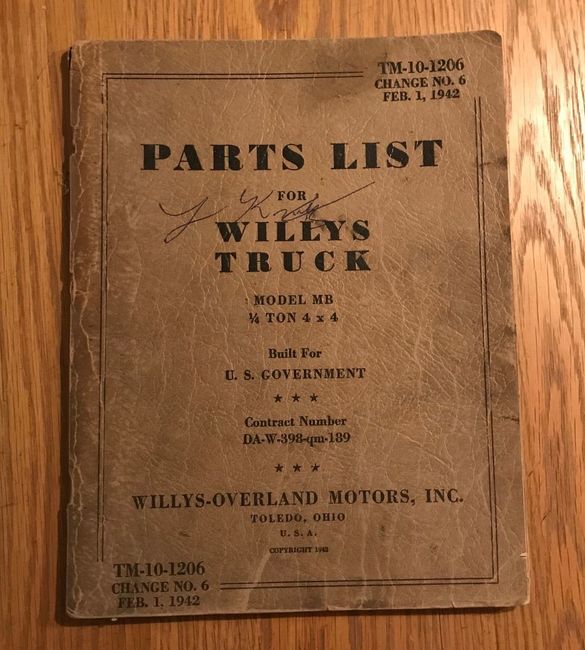 TM-10-1206
CHANGE NO. 6
FEB. 1, 1942
PARTS LIST
FOR
WILLYS
TRUCK
MODEL MB
¼ TON 4 x 4
Built For
U. S. GOVERNMENT
★ ★ ★
Contract Number
DA-W-398-qm-189
★ ★ ★
WILLYS-OVERLAND MOTORS, INC.
TOLEDO, OHIO
U. S. A.
COPYRIGHT 1942
TM-10-1206
CHANGE NO. 6
FEB. 1, 1942